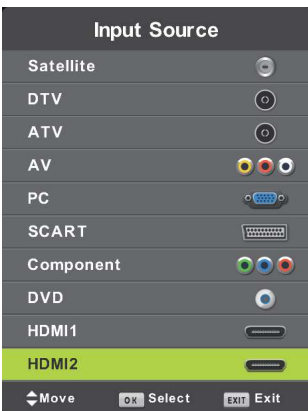 Input Source
Satellite
DTV
ATV
AV
PC
SCART
Component
DVD
HDMI1
HDMI2
Move OK Select EXIT Exit